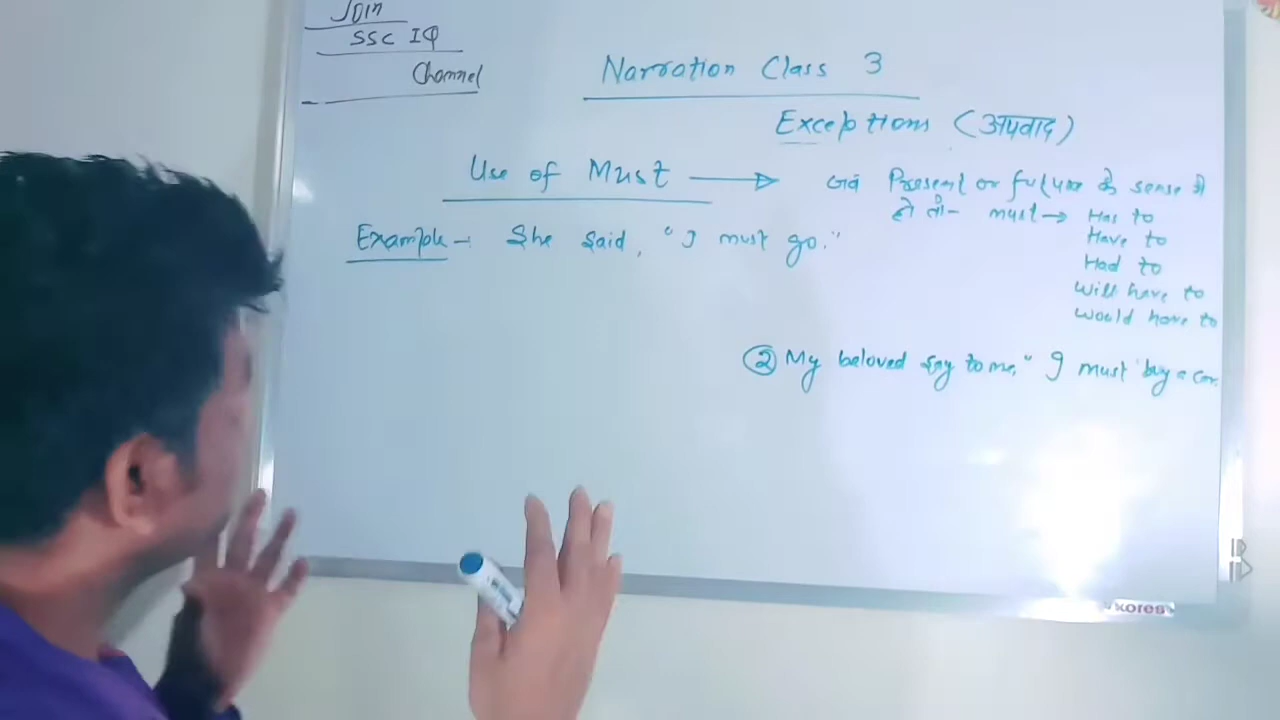 Join
SSC IQ
Channel
Narration Class 3
Exceptions (अपवाद)
Use of Must → जब Present or future के sense में
हो तो- must → Has to
Have to
Had to
Will have to
Would have to
Example -: She said, "I must go."
② My beloved say to me, "I must buy a car.
kores